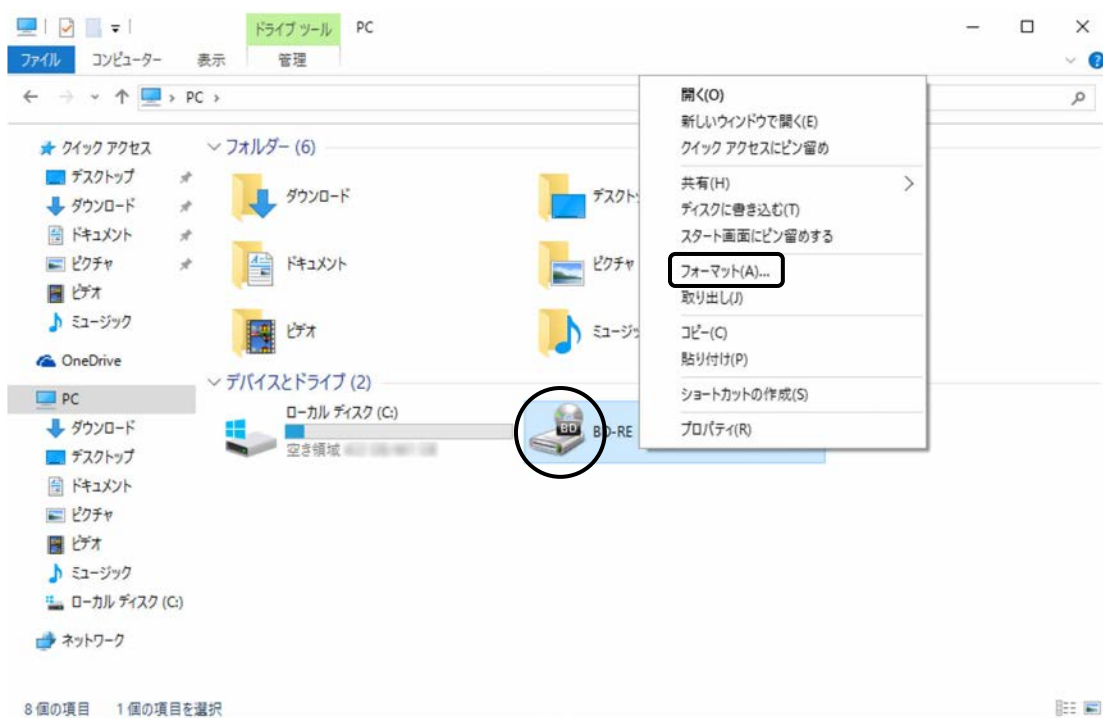 ドライブ ツール
PC
ファイル
コンピューター
表示
管理
PC
クイック アクセス
デスクトップ
ダウンロード
ドキュメント
ピクチャ
ビデオ
ミュージック
OneDrive
PC
ダウンロード
デスクトップ
ドキュメント
ピクチャ
ビデオ
ミュージック
ローカル ディスク (C:)
ネットワーク
フォルダー (6)
ダウンロード
デスクト
ドキュメント
ピクチャ
ビデオ
ミュージ
デバイスとドライブ (2)
ローカル ディスク (C:)
空き領域
BD
BD-RE
開く(O)
新しいウィンドウで開く(E)
クイック アクセスにピン留め
共有(H)
ディスクに書き込む(T)
スタート画面にピン留めする
フォーマット(A)...
取り出し(J)
コピー(C)
貼り付け(P)
ショートカットの作成(S)
プロパティ(R)
8 個の項目
1 個の項目を選択